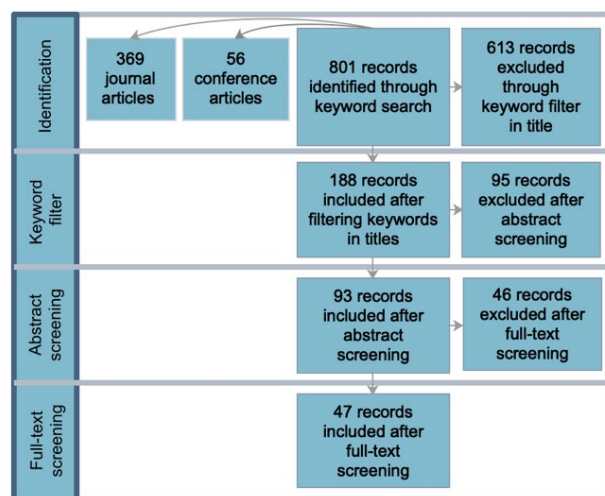 Identification
369
journal
articles
56
conference
articles
801 records
identified through
keyword search
613 records
excluded
through
keyword filter
in title
Keyword
filter
188 records
included after
filtering keywords
in titles
95 records
excluded after
abstract
screening
Abstract
screening
93 records
included after
abstract
screening
46 records
excluded after
full-text
screening
Full-text
screening
47 records
included after
full-text
screening